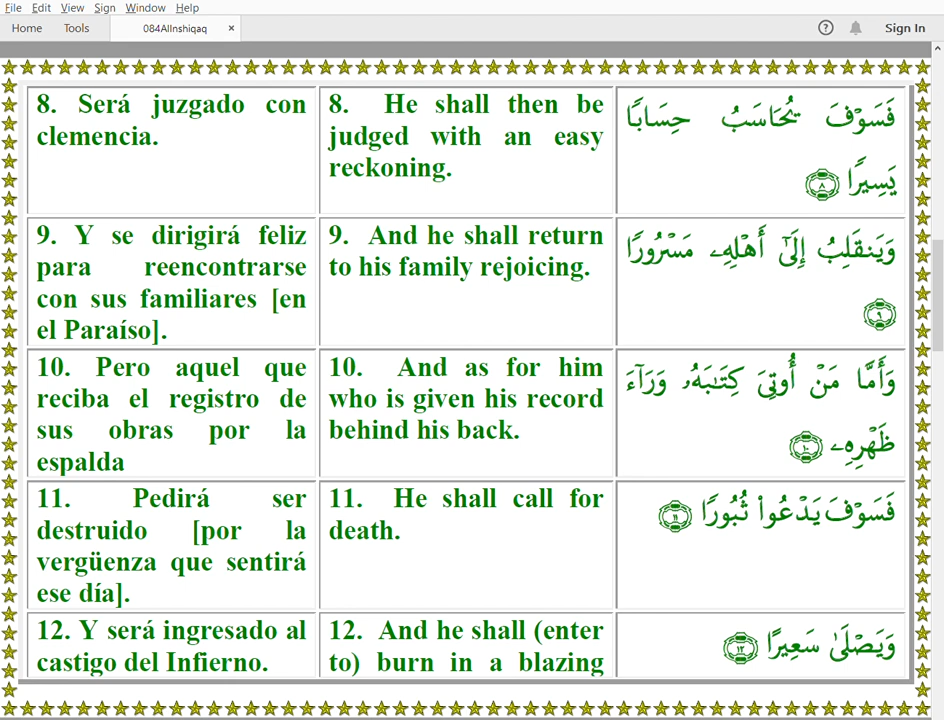 File Edit View Sign Window Help
Home Tools 084AlInshiqaq × ? Sign In
8. Será juzgado con
clemencia.
8. He shall then be
judged with an easy
reckoning.
فَسَوْفَ يُحَاسَبُ حِسَابًا
يَسِيرًا ٨
9. Y se dirigirá feliz
para reencontrarse
con sus familiares [en
el Paraíso].
9. And he shall return
to his family rejoicing.
وَيَنقَلِبُ إِلَىٰٓ أَهْلِهِۦ مَسْرُورًا
٩
10. Pero aquel que
reciba el registro de
sus obras por la
espalda
10. And as for him
who is given his record
behind his back.
وَأَمَّا مَنْ أُوتِىَ كِتَـٰبَهُۥ وَرَآءَ
ظَهْرِهِۦ ١٠
11. Pedirá ser
destruido [por la
vergüenza que sentirá
ese día].
11. He shall call for
death.
فَسَوْفَ يَدْعُوا۟ ثُبُورًا ١١
12. Y será ingresado al
castigo del Infierno.
12. And he shall (enter
to) burn in a blazing
وَيَصْلَىٰ سَعِيرًا ١٢